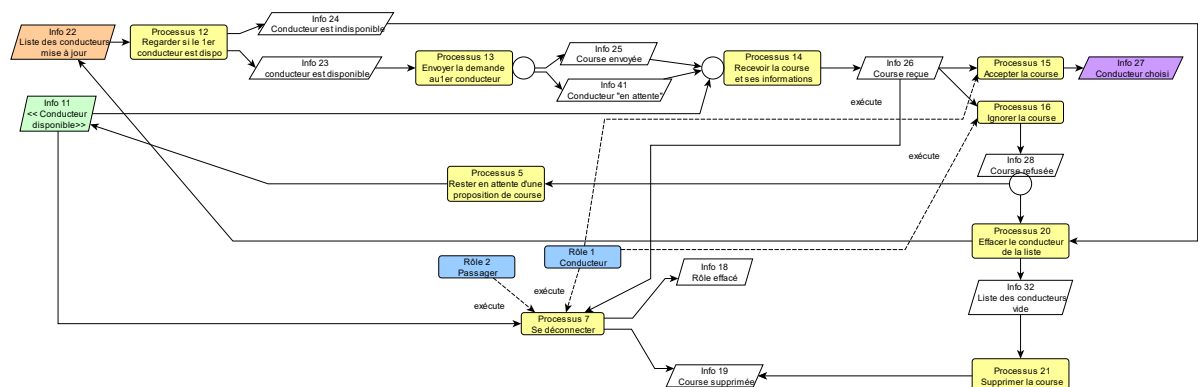 Info 22
Liste des conducteurs
mise à jour
Processus 12
Regarder si le 1er
conducteur est dispo
Info 24
Conducteur est indisponible
Info 23
conducteur est disponible
Processus 13
Envoyer la demande
au1er conducteur
Info 25
Course envoyée
Info 41
Conducteur "en attente"
Processus 14
Recevoir la course
et ses informations
Info 26
Course reçue
Processus 15
Accepter la course
Info 27
Conducteur choisi
exécute
Info 11
<< Conducteur
disponible>>
Processus 16
Ignorer la course
exécute
Info 28
Course refusée
Processus 5
Rester en attente d'une
proposition de course
Processus 20
Effacer le conducteur
de la liste
Rôle 1
Conducteur
Rôle 2
Passager
Info 18
Rôle effacé
exécute
exécute
Info 32
Liste des conducteurs
vide
Processus 7
Se déconnecter
Info 19
Course supprimée
Processus 21
Supprimer la course